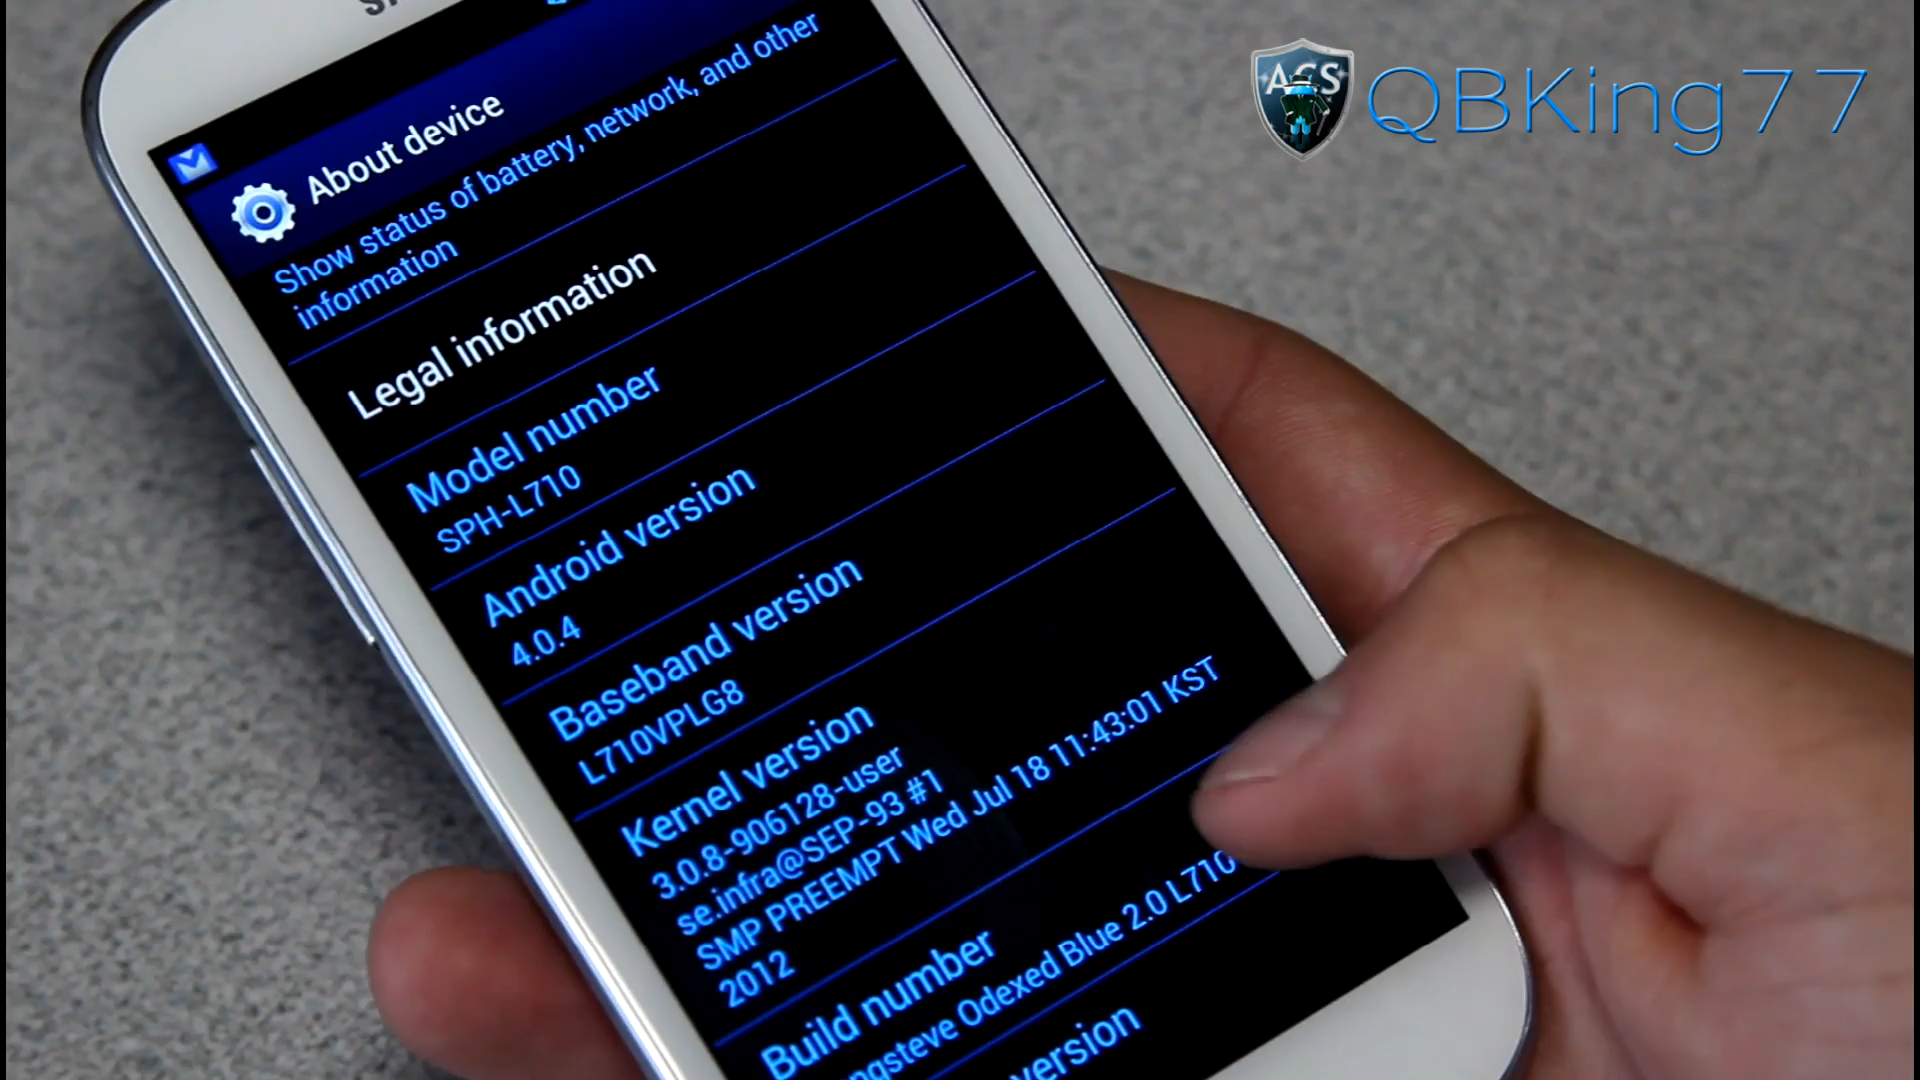 ACS QBKing77
About device
Show status of battery, network, and other
information
Legal information
Model number
SPH-L710
Android version
4.0.4
Baseband version
L710VPLG8
Kernel version
3.0.8-906128-user
se.infra@SEP-93 #1
SMP PREEMPT Wed Jul 18 11:43:01 KST
2012
Build number
Odexed Blue 2.0 L710
version